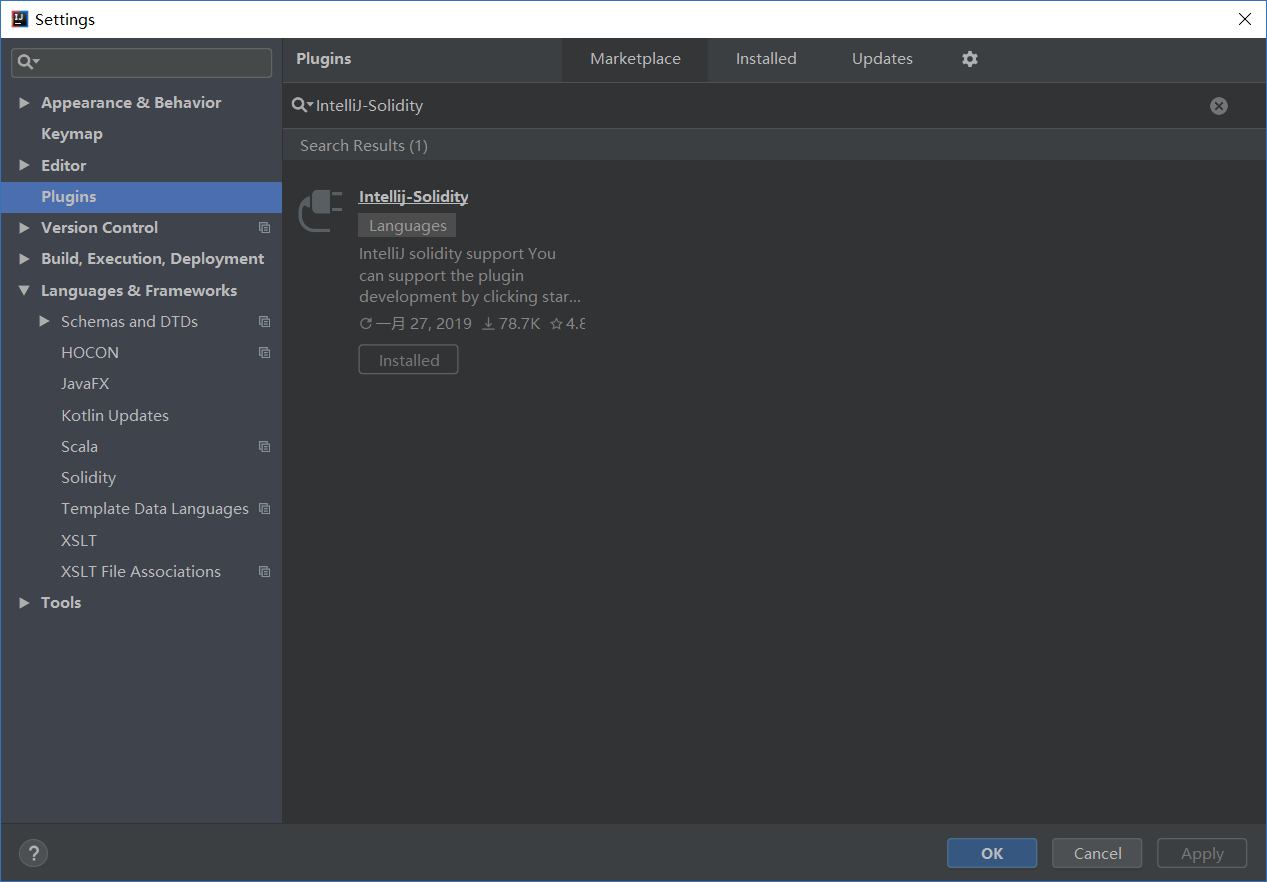 Settings
Plugins
Marketplace
Installed
Updates
IntelliJ-Solidity
Search Results (1)
Appearance & Behavior
Keymap
Editor
Plugins
Version Control
Build, Execution, Deployment
Languages & Frameworks
Schemas and DTDs
HOCON
JavaFX
Kotlin Updates
Scala
Solidity
Template Data Languages
XSLT
XSLT File Associations
Tools
Intellij-Solidity
Languages
IntelliJ solidity support You
can support the plugin
development by clicking star...
一月 27, 2019 78.7K
Installed
?
OK
Cancel
Apply